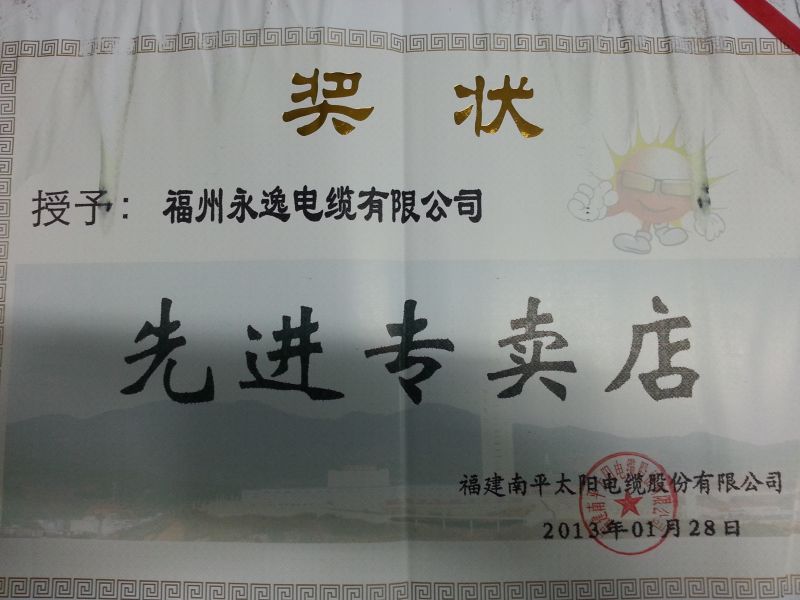 奖 状
授予： 福州永逸电缆有限公司
先进专卖店
福建南平太阳电缆股份有限公司
2013年01月28日